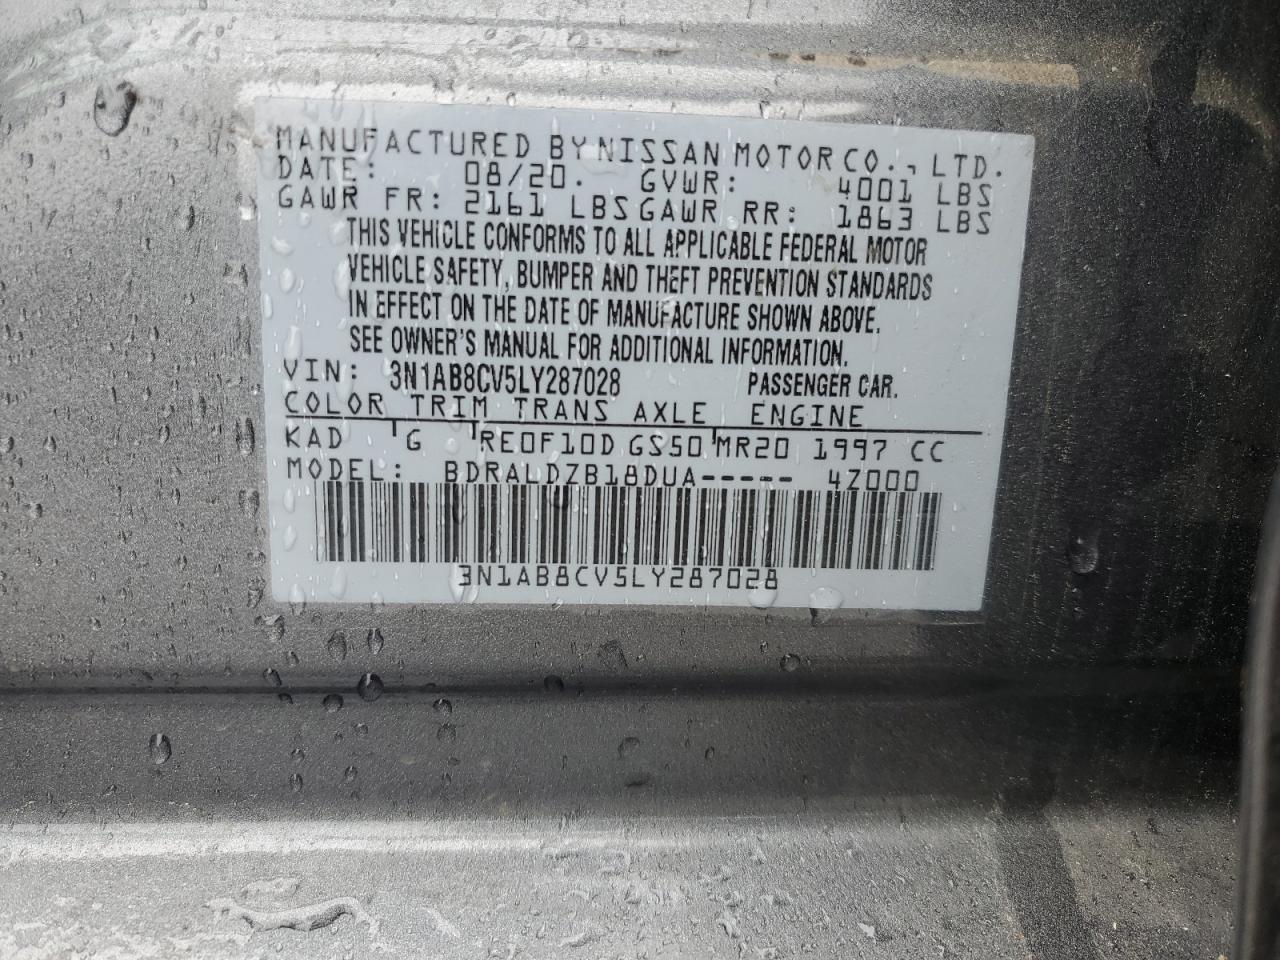 MANUFACTURED BY NISSAN MOTOR CO., LTD.
DATE: 08/20. GVWR: 4001 LBS
GAWR FR: 2161 LBS GAWR RR: 1863 LBS
THIS VEHICLE CONFORMS TO ALL APPLICABLE FEDERAL MOTOR
VEHICLE SAFETY, BUMPER AND THEFT PREVENTION STANDARDS
IN EFFECT ON THE DATE OF MANUFACTURE SHOWN ABOVE.
SEE OWNER'S MANUAL FOR ADDITIONAL INFORMATION.
VIN: 3N1AB8CV5LY287028 PASSENGER CAR.
COLOR TRIM TRANS AXLE ENGINE
KAD G RE0F10D GS50 MR20 1997 CC
MODEL: BDRALDZB18DUA----- 4Z000
3N1AB8CV5LY287028